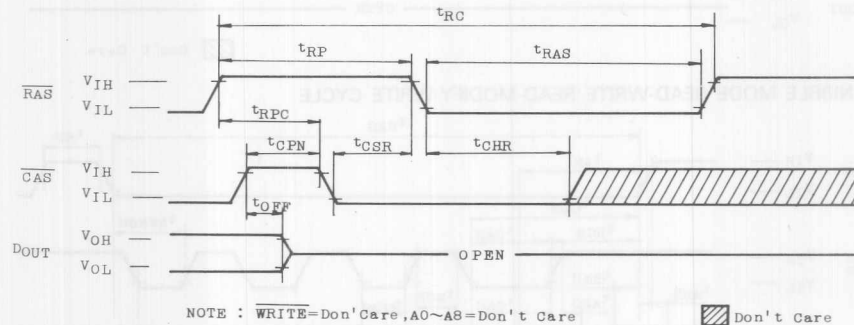 tRC
tRP
tRAS
RAS
VIH
VIL
tRPC
tCPN
tCSR
tCHR
CAS
VIH
VIL
tOFF
DOUT
VOH
VOL
OPEN
NOTE : WRITE=Don'Care,A0~A8=Don't Care
Don't Care